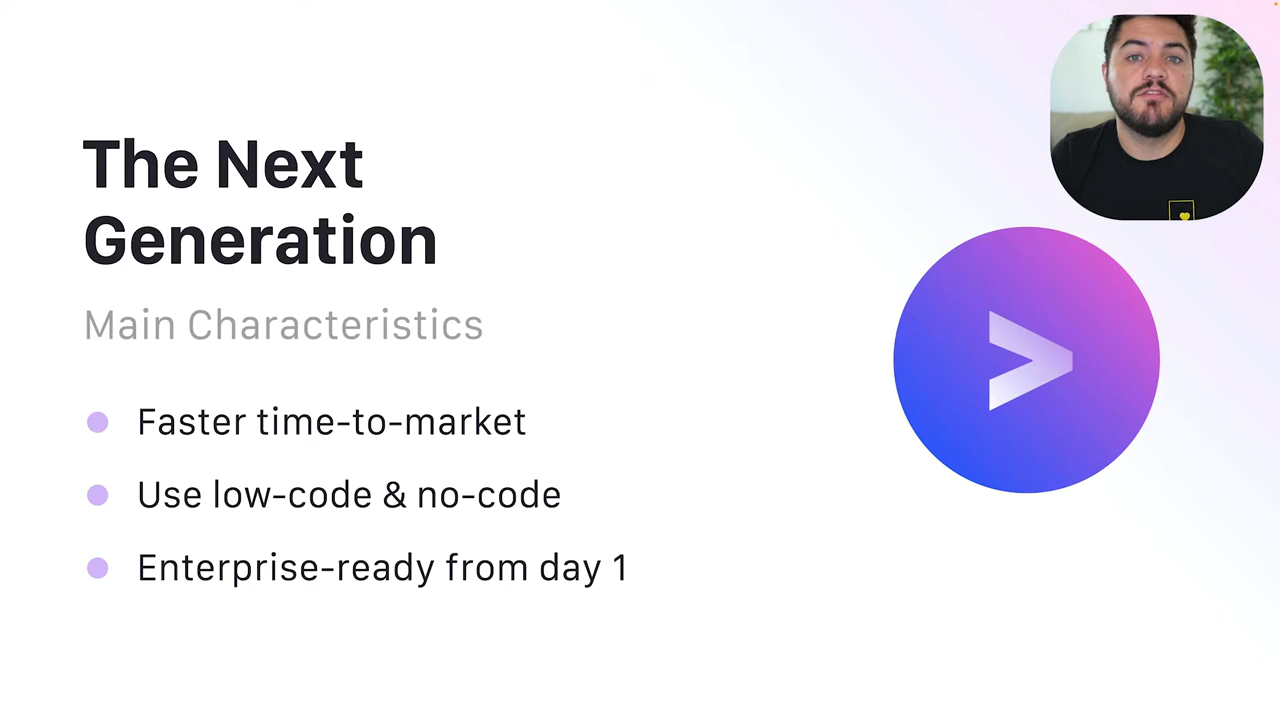 The Next
Generation
Main Characteristics
Faster time-to-market
Use low-code & no-code
Enterprise-ready from day 1